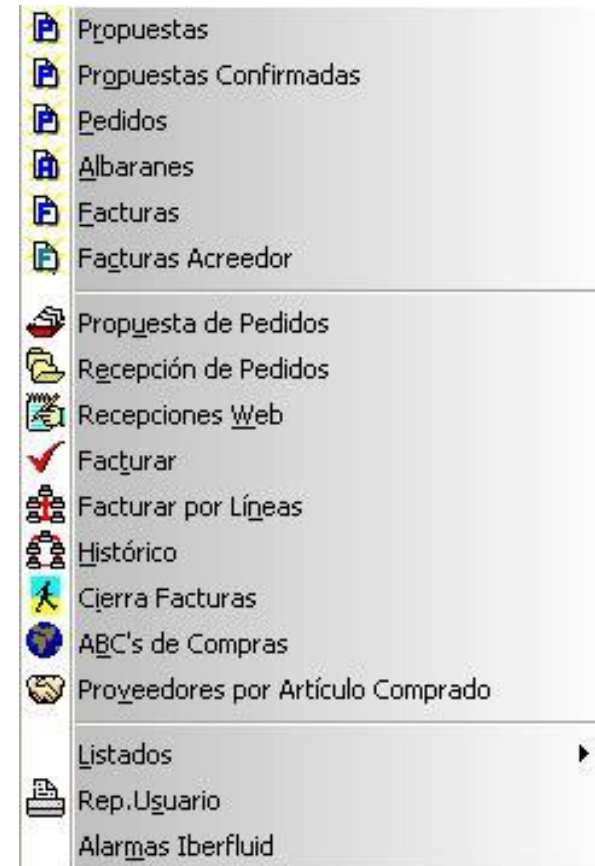 Propuestas
Propuestas Confirmadas
Pedidos
Albaranes
Facturas
Facturas Acreedor
Propuesta de Pedidos
Recepción de Pedidos
Recepciones Web
Facturar
Facturar por Líneas
Histórico
Cierra Facturas
ABC's de Compras
Proveedores por Artículo Comprado
Listados
Rep.Usuario
Alarmas Iberfluid